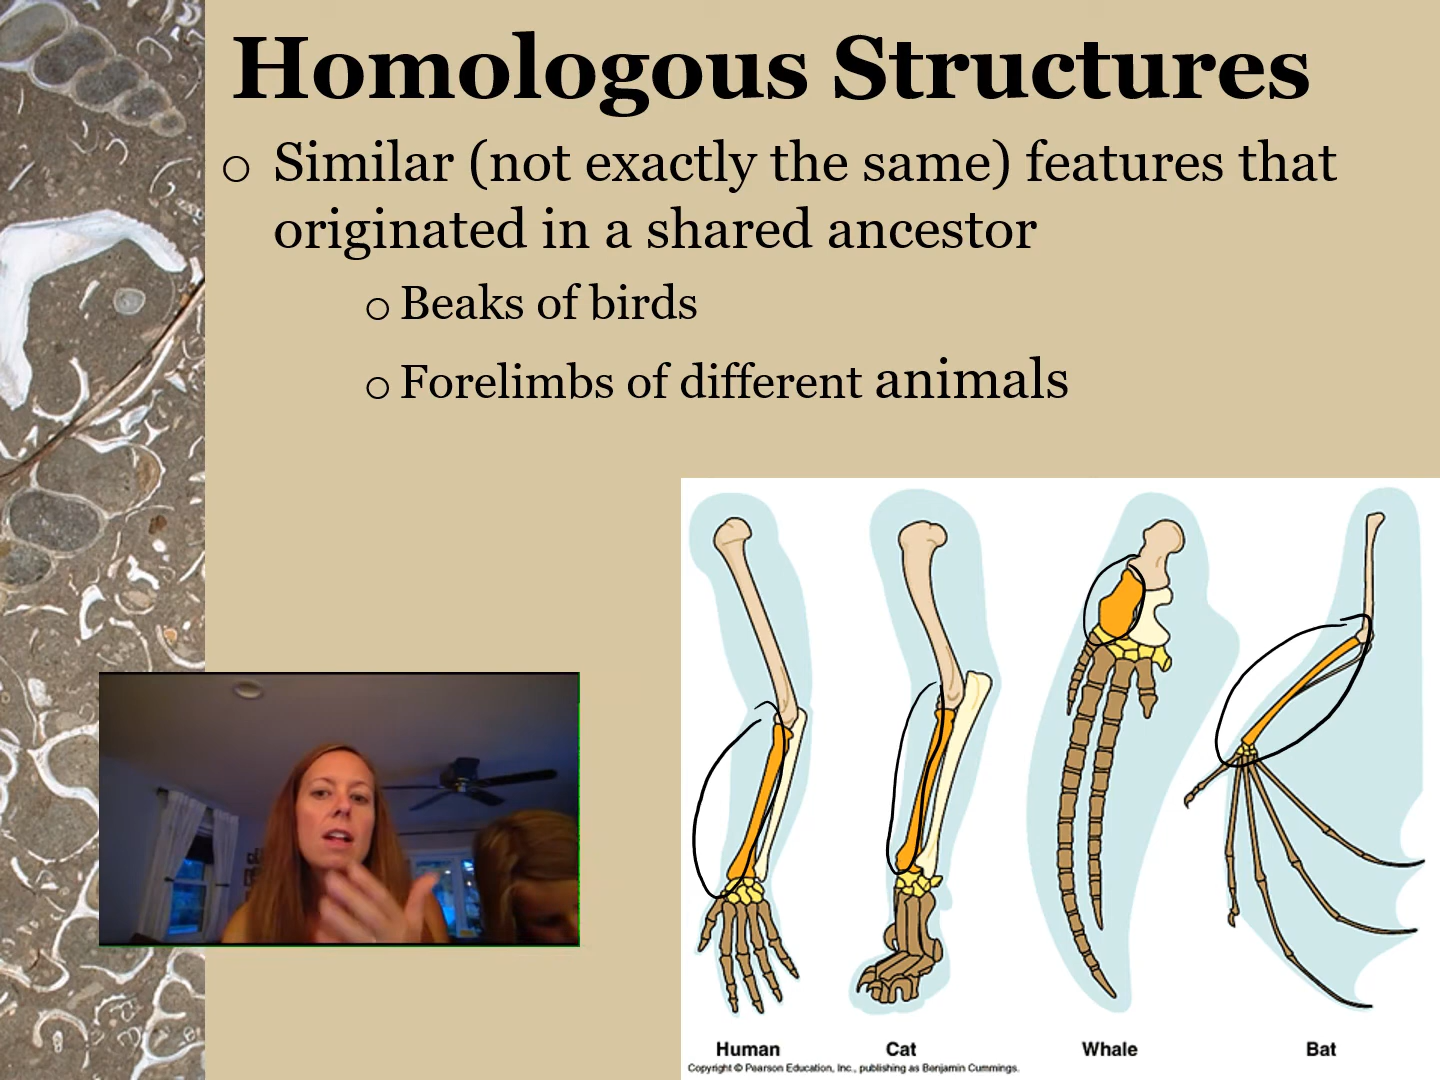 Homologous Structures
Similar (not exactly the same) features that
originated in a shared ancestor
Beaks of birds
Forelimbs of different animals
Human
Cat
Whale
Bat
Copyright © Pearson Education, Inc., publishing as Benjamin Cummings.